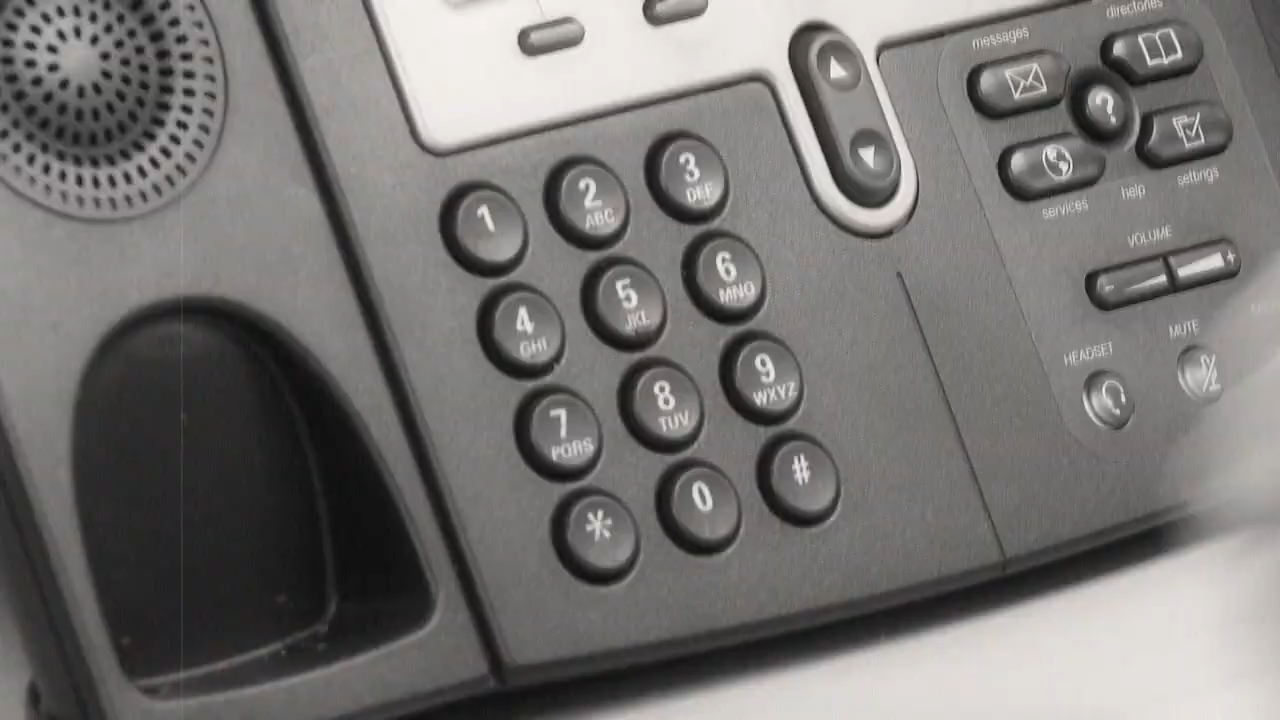 directories
messages
?
services
help
settings
VOLUME
- +
HEADSET
MUTE
1
2
ABC
3
DEF
4
GHI
5
JKL
6
MNO
7
PQRS
8
TUV
9
WXYZ
*
0
#